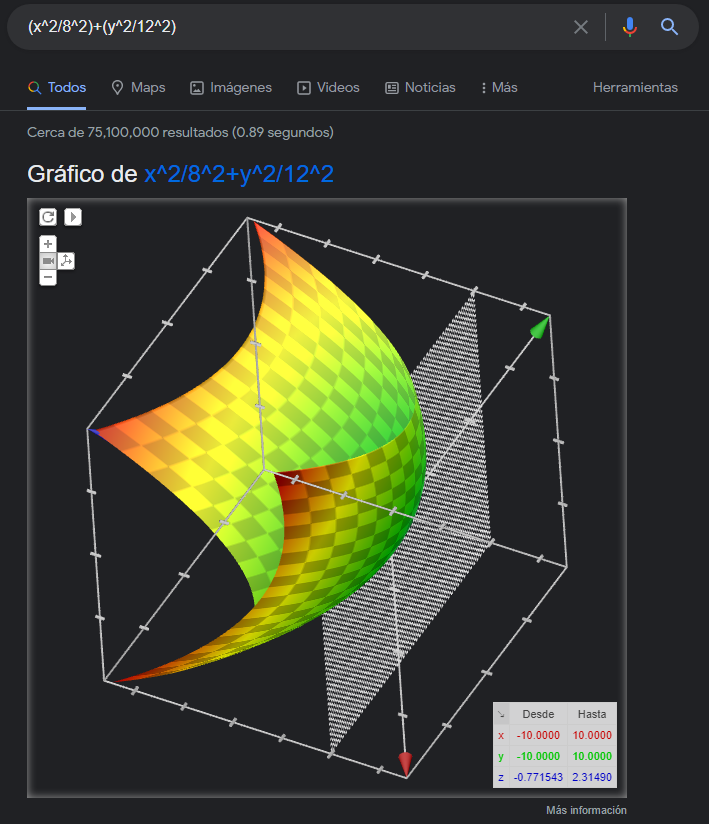 (x^2/8^2)+(y^2/12^2)
Todos Maps Imágenes Videos Noticias Más Herramientas
Cerca de 75,100,000 resultados (0.89 segundos)
Gráfico de x^2/8^2+y^2/12^2
Desde Hasta
x -10.0000 10.0000
y -10.0000 10.0000
z -0.771543 2.31490
Más información